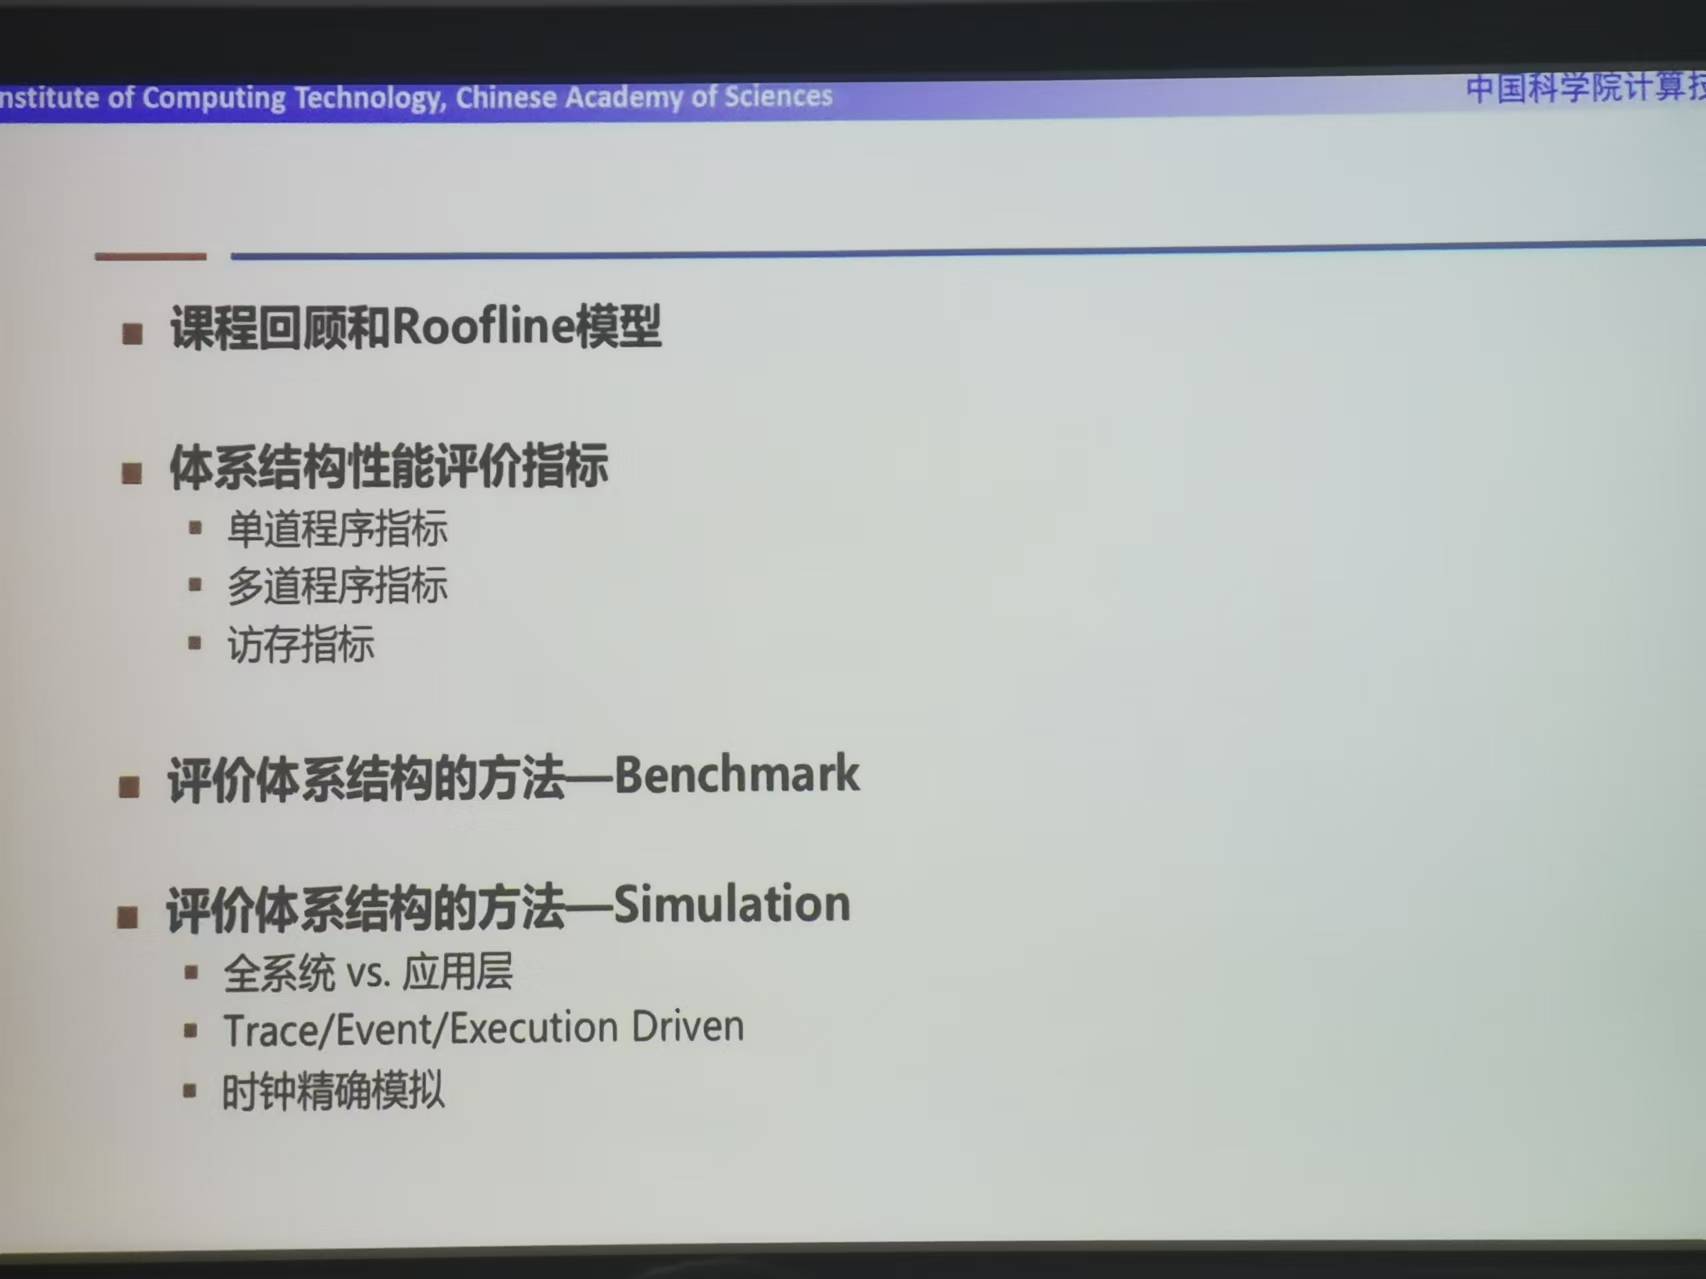 nstitute of Computing Technology, Chinese Academy of Sciences
中国科学院计算技
课程回顾和Roofline模型
体系结构性能评价指标
单道程序指标
多道程序指标
访存指标
评价体系结构的方法—Benchmark
评价体系结构的方法—Simulation
全系统 vs. 应用层
Trace/Event/Execution Driven
时钟精确模拟